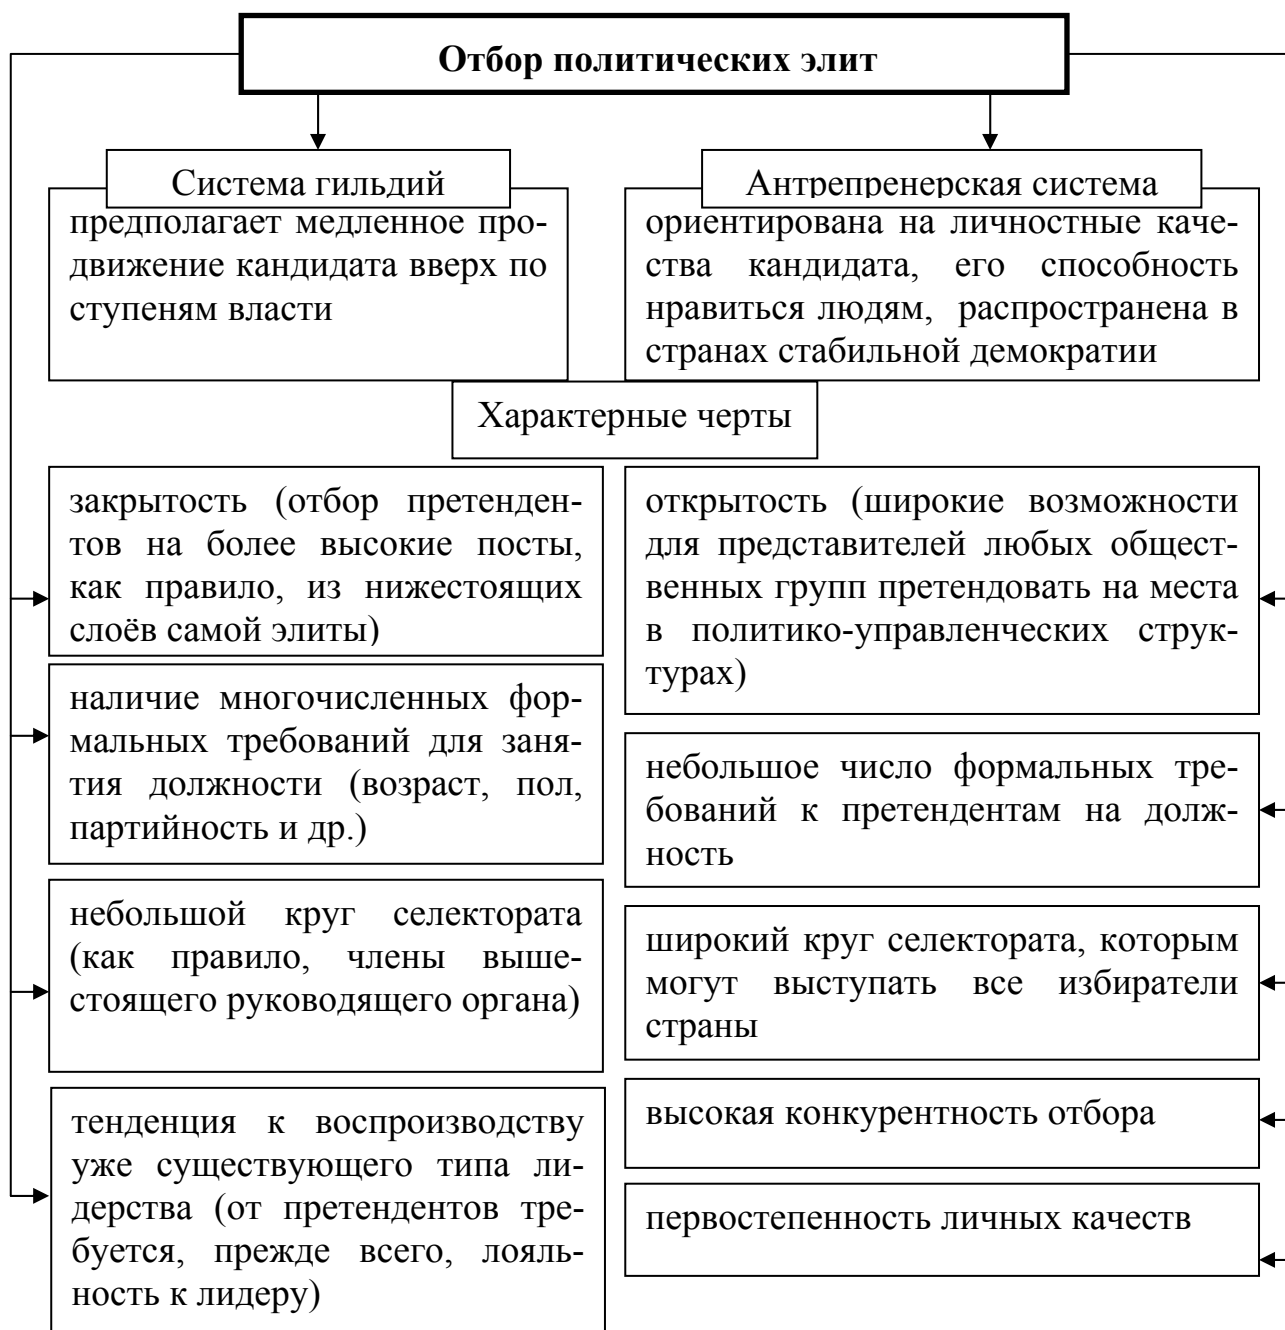 Отбор политических элит
Система гильдий
предполагает медленное про-
движение кандидата вверх по
ступеням власти
Антрепренерская система
ориентирована на личностные каче-
ства кандидата, его способность
нравиться людям, распространена в
странах стабильной демократии
Характерные черты
закрытость (отбор претенден-
тов на более высокие посты,
как правило, из нижестоящих
слоёв самой элиты)
наличие многочисленных фор-
мальных требований для заня-
тия должности (возраст, пол,
партийность и др.)
небольшой круг селектората
(как правило, члены выше-
стоящего руководящего органа)
тенденция к воспроизводству
уже существующего типа ли-
дерства (от претендентов тре-
буется, прежде всего, лояль-
ность к лидеру)
открытость (широкие возможности
для представителей любых общест-
венных групп претендовать на места
в политико-управленческих струк-
турах)
небольшое число формальных тре-
бований к претендентам на долж-
ность
широкий круг селектората, которым
могут выступать все избиратели
страны
высокая конкурентность отбора
первостепенность личных качеств